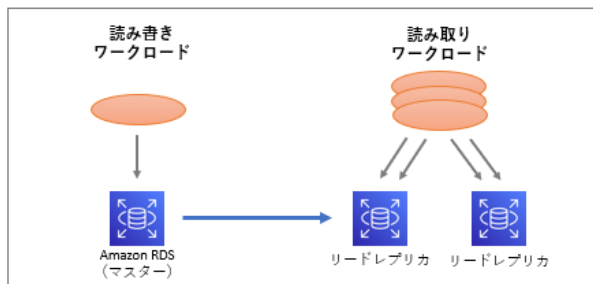 読み書き
ワークロード
読み取り
ワークロード
Amazon RDS
（マスター）
リードレプリカ
リードレプリカ